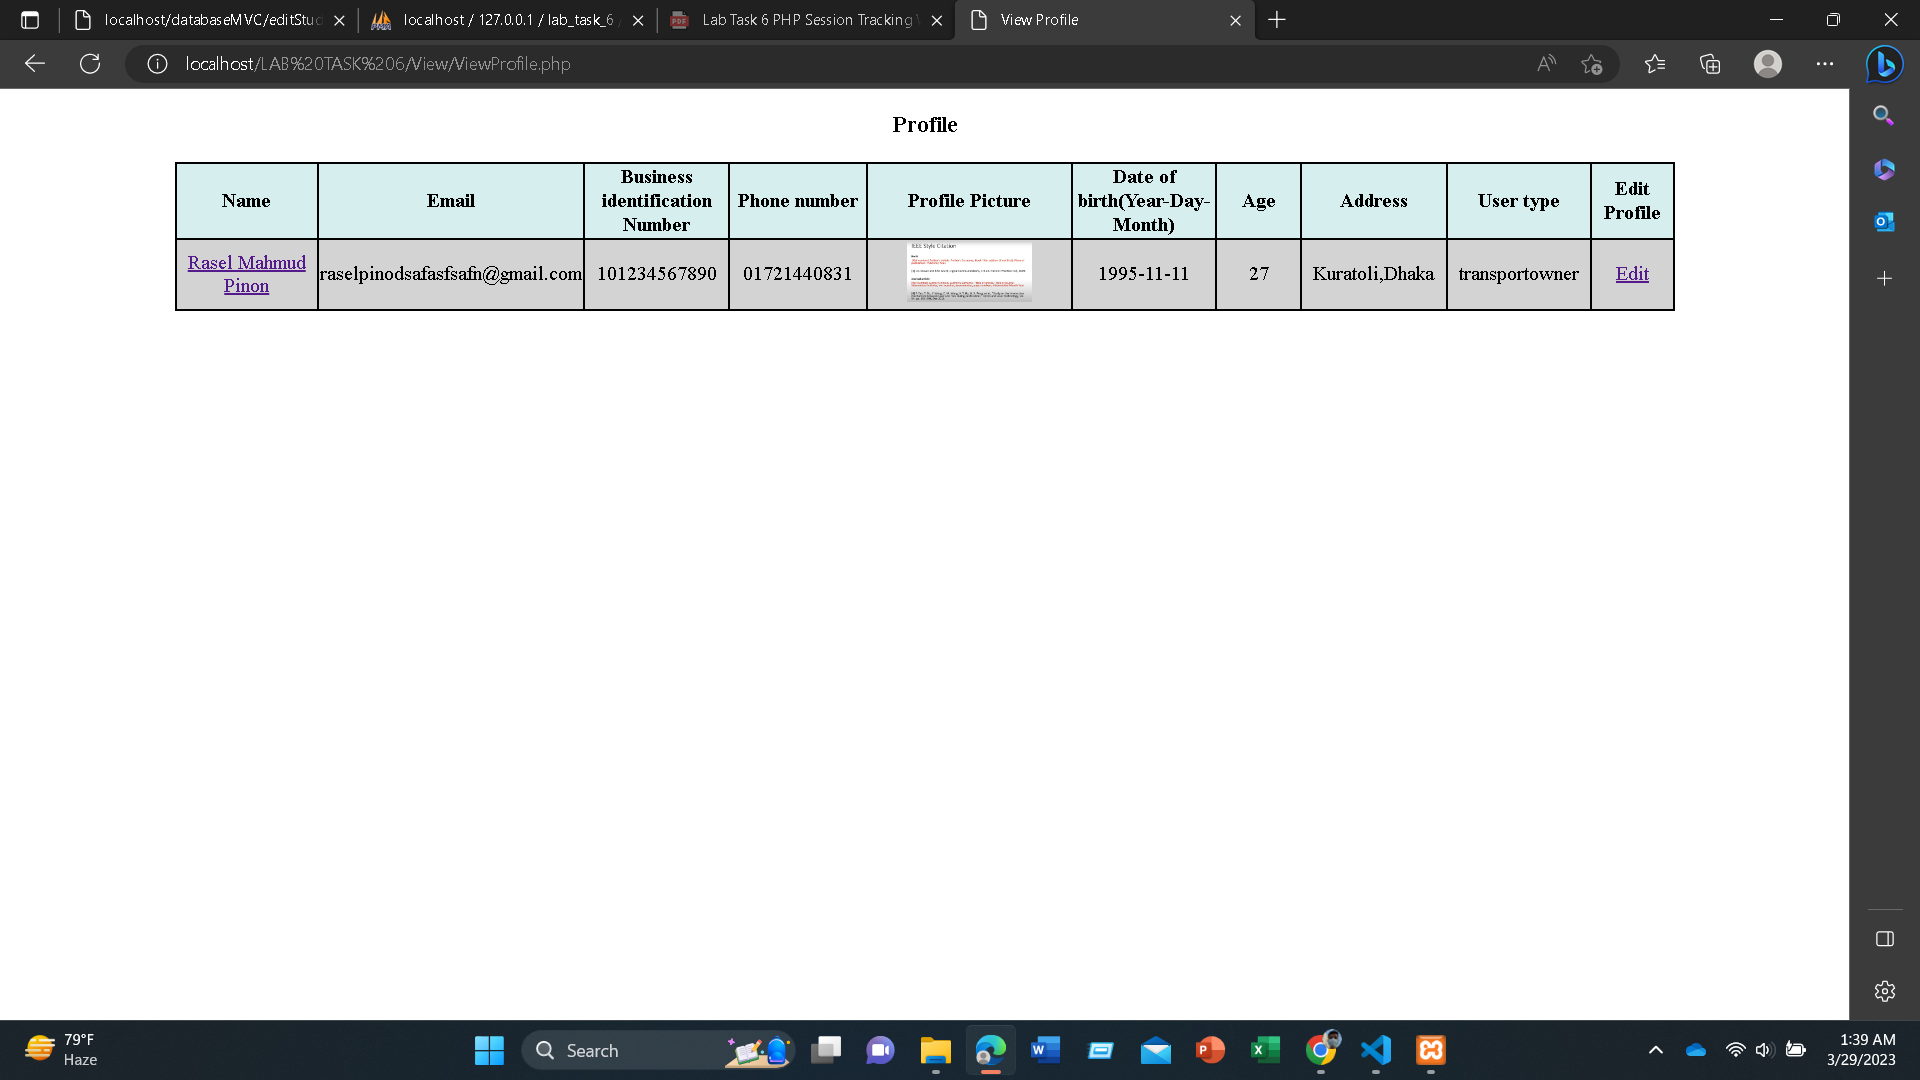 localhost/databaseMVC/editStud
localhost / 127.0.0.1 / lab_task_6
Lab Task 6 PHP Session Tracking
View Profile
localhost/LAB%20TASK%206/View/ViewProfile.php
Profile
Name
Email
Business
identification
Number
Phone number
Profile Picture
Date of
birth(Year-Day-
Month)
Age
Address
User type
Edit
Profile
Rasel Mahmud
Pinon
raselpinodsafasfsafn@gmail.com
101234567890
01721440831
IEEE Style Citation
1995-11-11
27
Kuratoli,Dhaka
transportowner
Edit
79°F
Haze
Search
1:39 AM
3/29/2023